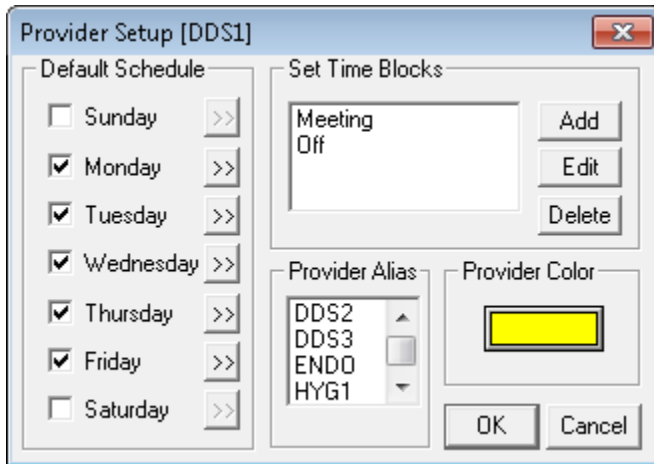 Provider Setup [DDS1]
Default Schedule
Sunday >>
Monday >>
Tuesday >>
Wednesday >>
Thursday >>
Friday >>
Saturday >>
Set Time Blocks
Meeting
Off
Add
Edit
Delete
Provider Alias
DDS2
DDS3
ENDO
HYG1
Provider Color
OK
Cancel